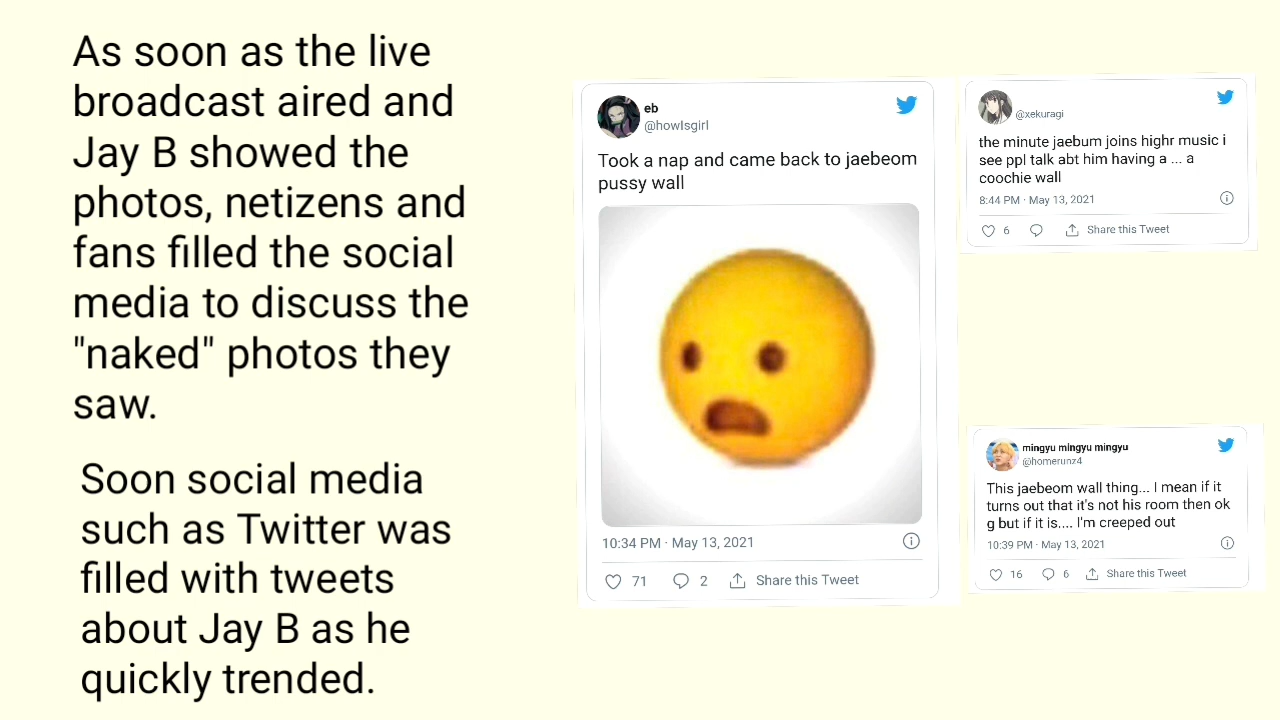 As soon as the live
broadcast aired and
Jay B showed the
photos, netizens and
fans filled the social
media to discuss the
"naked" photos they
saw.
Soon social media
such as Twitter was
filled with tweets
about Jay B as he
quickly trended.
eb
@howlsgirl
Took a nap and came back to jaebeom
pussy wall
10:34 PM · May 13, 2021
71 2 Share this Tweet
@xekuragi
the minute jaebum joins highr music i
see ppl talk abt him having a ... a
coochie wall
8:44 PM · May 13, 2021
6 Share this Tweet
mingyu mingyu mingyu
@homerunz4
This jaebeom wall thing... I mean if it
turns out that it's not his room then ok
g but if it is.... I'm creeped out
10:39 PM · May 13, 2021
16 6 Share this Tweet